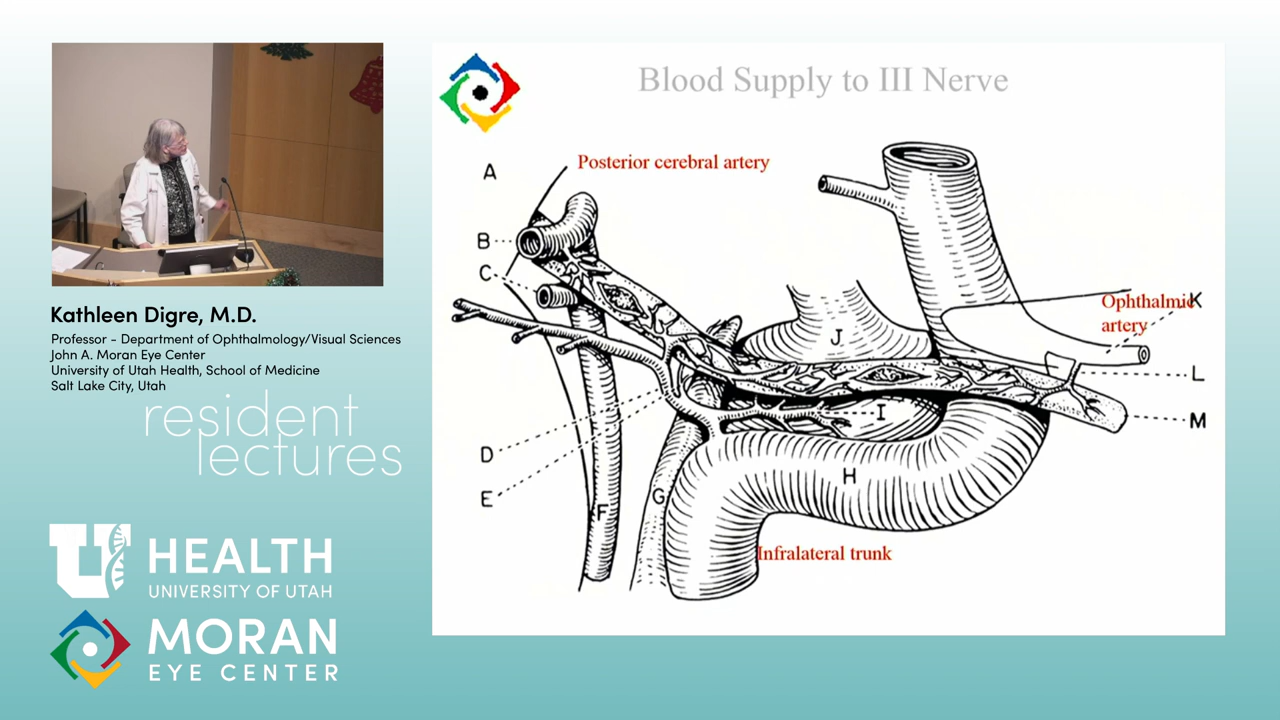 Blood Supply to III Nerve
A
Posterior cerebral artery
B
C
K
Ophthalmic
artery
J
L
I
M
D
E
H
G
F
Infralateral trunk
Kathleen Digre, M.D.
Professor - Department of Ophthalmology/Visual Sciences
John A. Moran Eye Center
University of Utah Health, School of Medicine
Salt Lake City, Utah
resident
lectures
U HEALTH
UNIVERSITY OF UTAH
MORAN
EYE CENTER